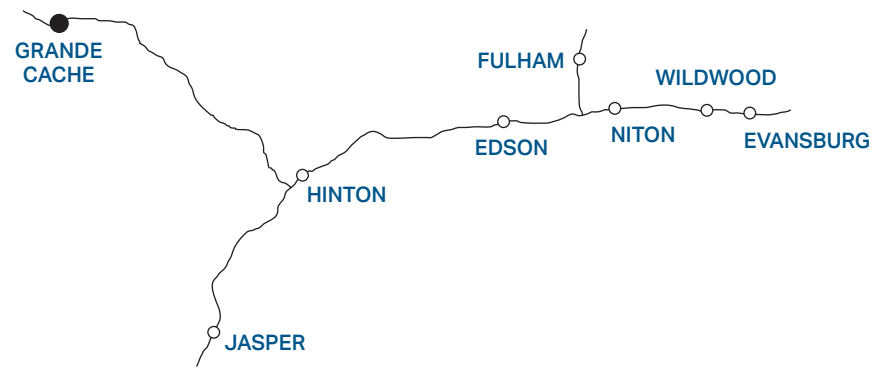 GRANDE
CACHE
FULHAM
WILDWOOD
EDSON
NITON
EVANSBURG
HINTON
JASPER